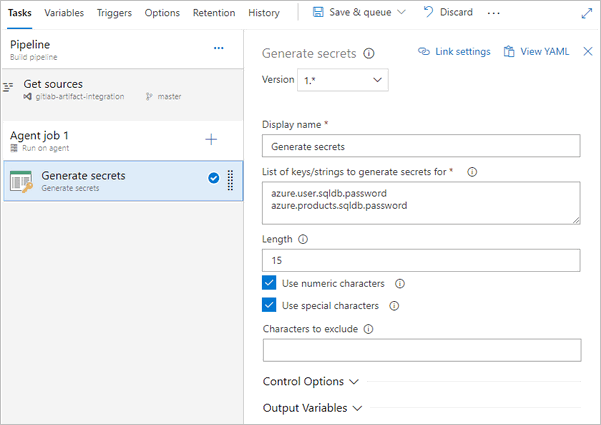 Tasks Variables Triggers Options Retention History Save & queue Discard ...
Pipeline ...
Build pipeline
Get sources
gitlab-artifact-integration master
Agent job 1
Run on agent
Generate secrets
Generate secrets
Generate secrets Link settings View YAML
Version 1.*
Display name *
Generate secrets
List of keys/strings to generate secrets for *
azure.user.sqldb.password
azure.products.sqldb.password
Length
15
Use numeric characters
Use special characters
Characters to exclude
Control Options
Output Variables